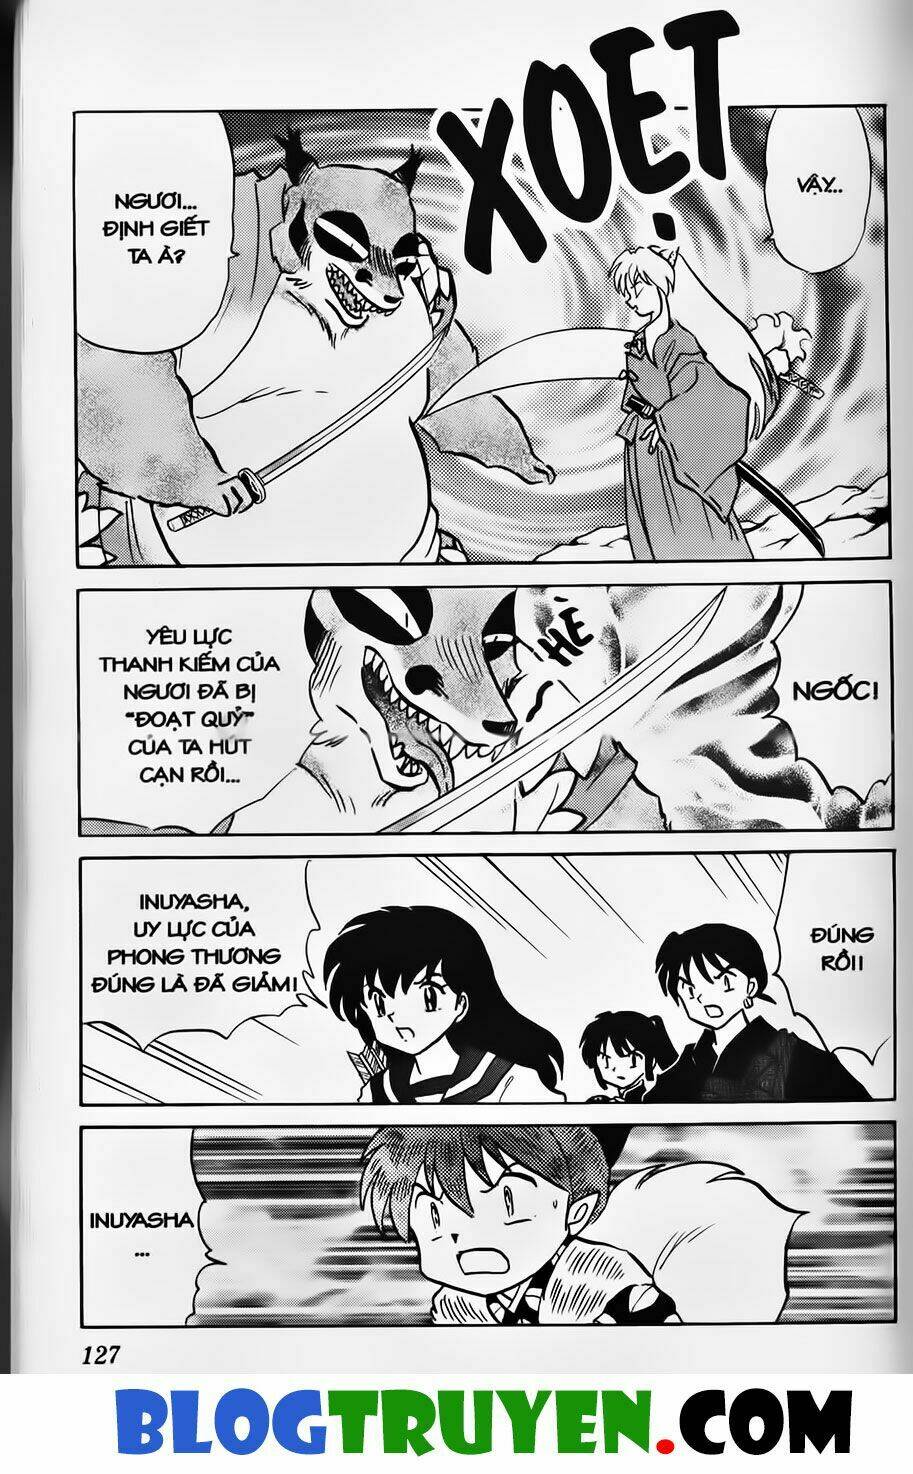 XOẸT
VẬY...
NGƯƠI...
ĐỊNH GIẾT
TA À?
NGỐC!
HÈ
YÊU LỰC
THANH KIẾM CỦA
NGƯƠI ĐÃ BỊ
“ĐOẠT QUỶ”
CỦA TA HÚT
CẠN RỒI...
ĐÚNG
RỒI!
INUYASHA,
UY LỰC CỦA
PHONG THƯƠNG
ĐÚNG LÀ ĐÃ GIẢM!
INUYASHA
...
127
BLOGTRUYEN.COM